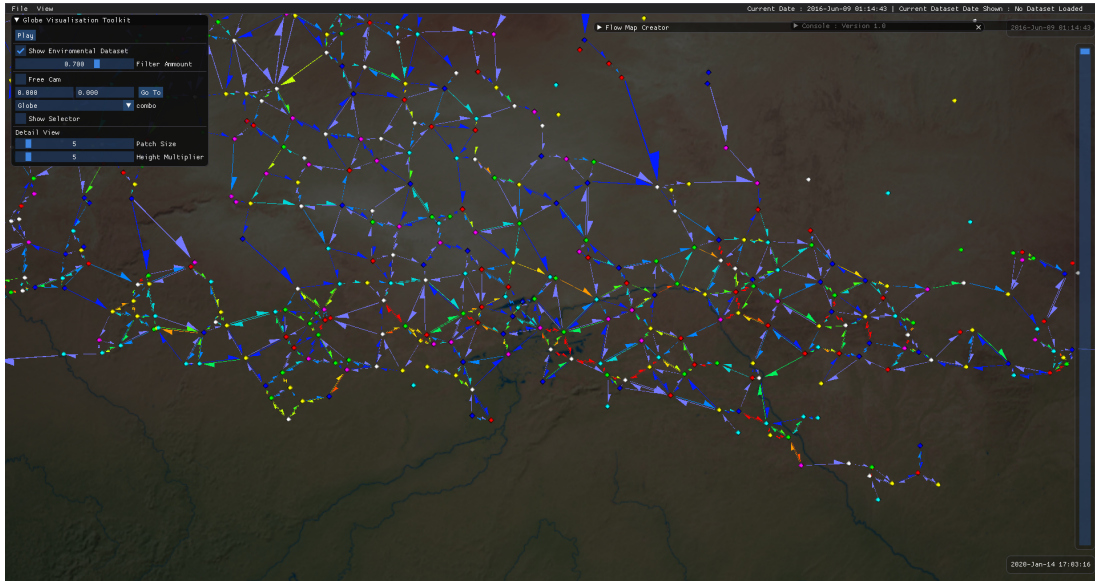 File View
Current Date : 2016-Jun-09 01:14:43 | Current Dataset Date Shown : No Dataset Loaded
Globe Visualisation Toolkit
Flow Map Creator
Console : Version 1.0
2016-Jun-09 01:14:43
Play
Show Enviromental Dataset
0.700 Filter Ammount
Free Cam
0.000 0.000 Go To
Globe combo
Show Selector
Detail View
5 Patch Size
5 Height Multiplier
2020-Jan-14 17:03:16